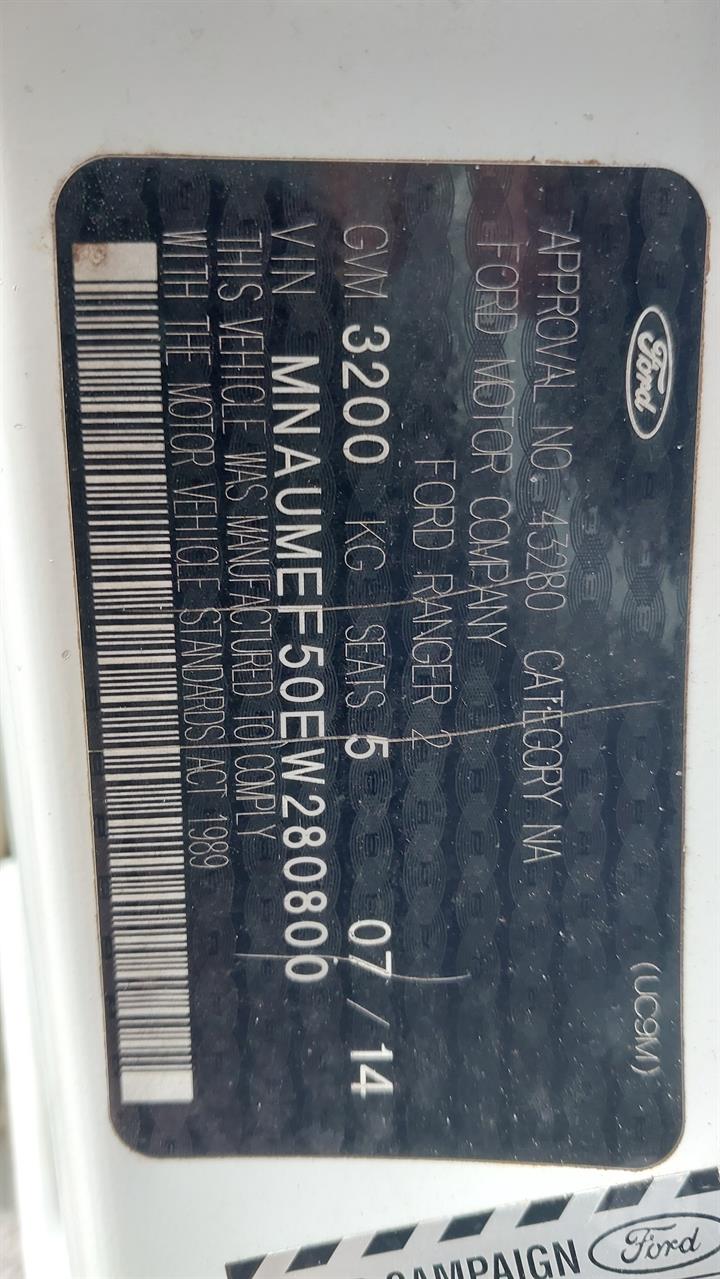 Ford
(UC9M)
APPROVAL NO 43280 CATEGORY NA
FORD MOTOR COMPANY
FORD RANGER 2
GVM 3200 KG SEATS 5 07 / 14
VIN MNAUMEF50EW280800
THIS VEHICLE WAS MANUFACTURED TO COMPLY
WITH THE MOTOR VEHICLE STANDARDS ACT 1989
CAMPAIGN
Ford